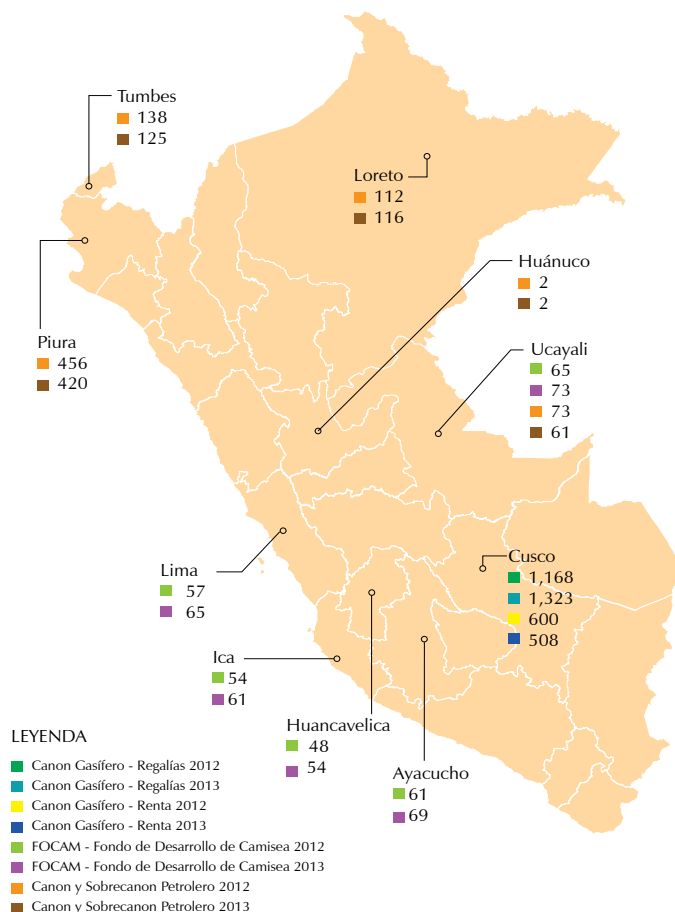 Tumbes
138
125
Loreto
112
116
Huánuco
2
2
Piura
456
420
Ucayali
65
73
73
61
Cusco
1,168
1,323
600
508
Lima
57
65
Ica
54
61
Huancavelica
48
54
Ayacucho
61
69
LEYENDA
Canon Gasífero - Regalías 2012
Canon Gasífero - Regalías 2013
Canon Gasífero - Renta 2012
Canon Gasífero - Renta 2013
FOCAM - Fondo de Desarrollo de Camisea 2012
FOCAM - Fondo de Desarrollo de Camisea 2013
Canon y Sobrecanon Petrolero 2012
Canon y Sobrecanon Petrolero 2013